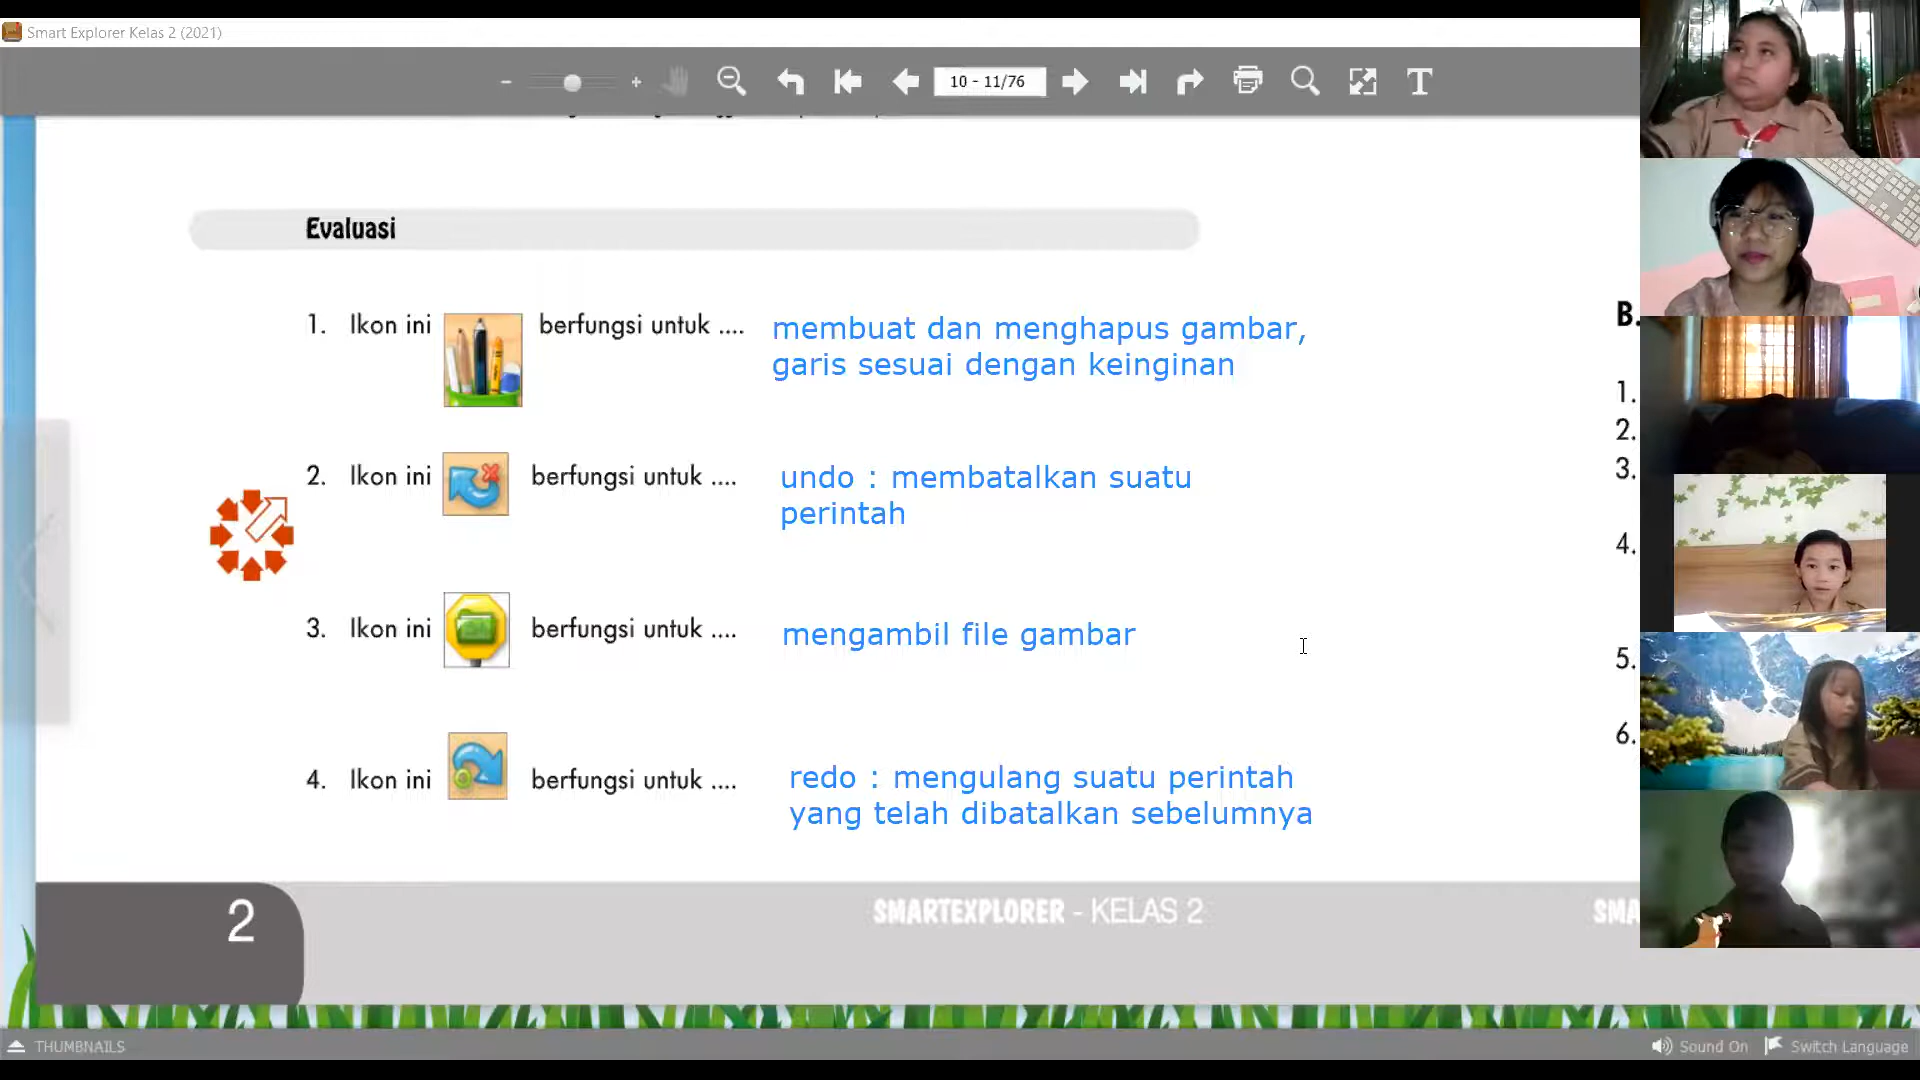 Smart Explorer Kelas 2 (2021)
10 - 11/76
T
Evaluasi
1. Ikon ini berfungsi untuk .... membuat dan menghapus gambar,
garis sesuai dengan keinginan
2. Ikon ini berfungsi untuk .... undo : membatalkan suatu
perintah
3. Ikon ini berfungsi untuk .... mengambil file gambar
4. Ikon ini berfungsi untuk .... redo : mengulang suatu perintah
yang telah dibatalkan sebelumnya
B.
1.
2.
3.
4.
5.
6.
2
SMARTEXPLORER - KELAS 2
SMA
THUMBNAILS
Sound On
Switch Language